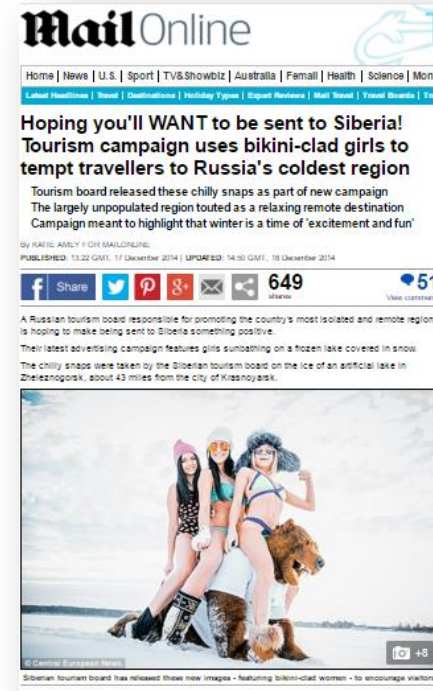 Mail Online
Home | News | U.S. | Sport | TV&Showbiz | Australia | Femail | Health | Science | Mon
Latest Headlines | Travel | Destinations | Holiday Types | Expert Reviews | Mail Travel | Travel Boards | Tr
Hoping you'll WANT to be sent to Siberia!
Tourism campaign uses bikini-clad girls to
tempt travellers to Russia's coldest region
Tourism board released these chilly snaps as part of new campaign
The largely unpopulated region touted as a relaxing remote destination
Campaign meant to highlight that winter is a time of 'excitement and fun'
By KATIE AMEY FOR MAILONLINE
PUBLISHED: 13:22 GMT, 17 December 2014 | UPDATED: 14:50 GMT, 18 December 2014
f Share
P
g+
649
shares
51
View commen
A Russian tourism board responsible for promoting the country's most isolated and remote region
is hoping to make being sent to Siberia something positive.
Their latest advertising campaign features girls sunbathing on a frozen lake covered in snow.
The chilly snaps were taken by the Siberian tourism board on the ice of an artificial lake in
Zheleznogorsk, about 43 miles from the city of Krasnoyarsk.
© Central European News
+8
Siberian tourism board has released these new images - featuring bikini-clad women - to encourage visitors